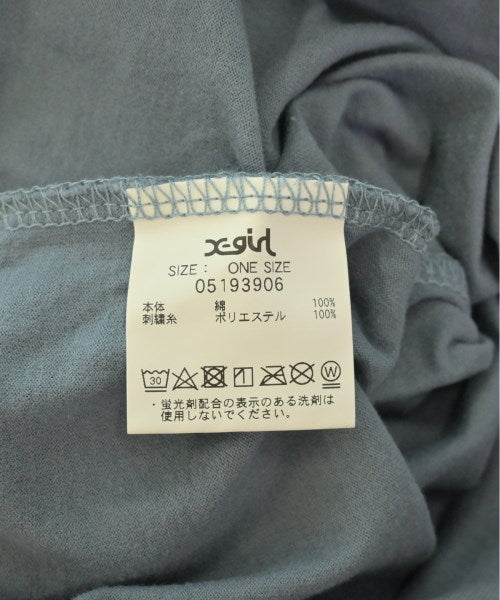 X-girl
SIZE： ONE SIZE
05193906
本体 綿 100%
刺繍糸 ポリエステル 100%
30 W
・蛍光剤配合の表示のある洗剤は
使用しないでください。